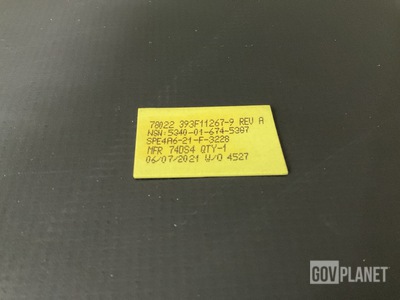 78022 393F11267-9 REV A
NSN:5340-01-674-5387
SPE4A6-21-F-3228
MFR 74DS4 QTY-1
06/07/2021 W/O 4527
GOVPLANET